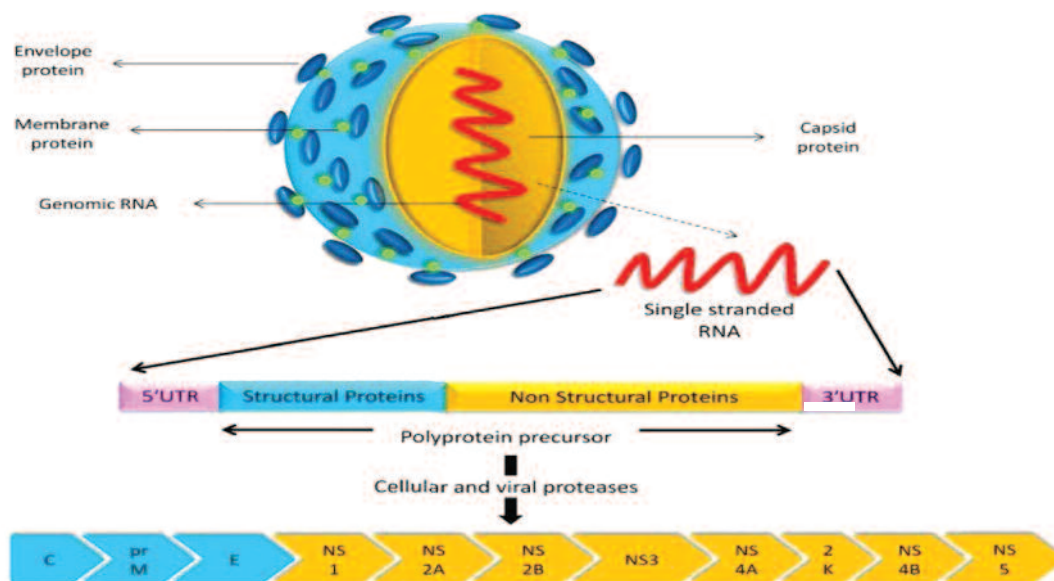 Envelope
protein
Membrane
protein
Genomic RNA
Capsid
protein
Single stranded
RNA
5'UTR Structural Proteins Non Structural Proteins 3'UTR
Polyprotein precursor
Cellular and viral proteases
C
pr
M
E
NS
1
NS
2A
NS
2B
NS3
NS
4A
2
K
NS
4B
NS
5